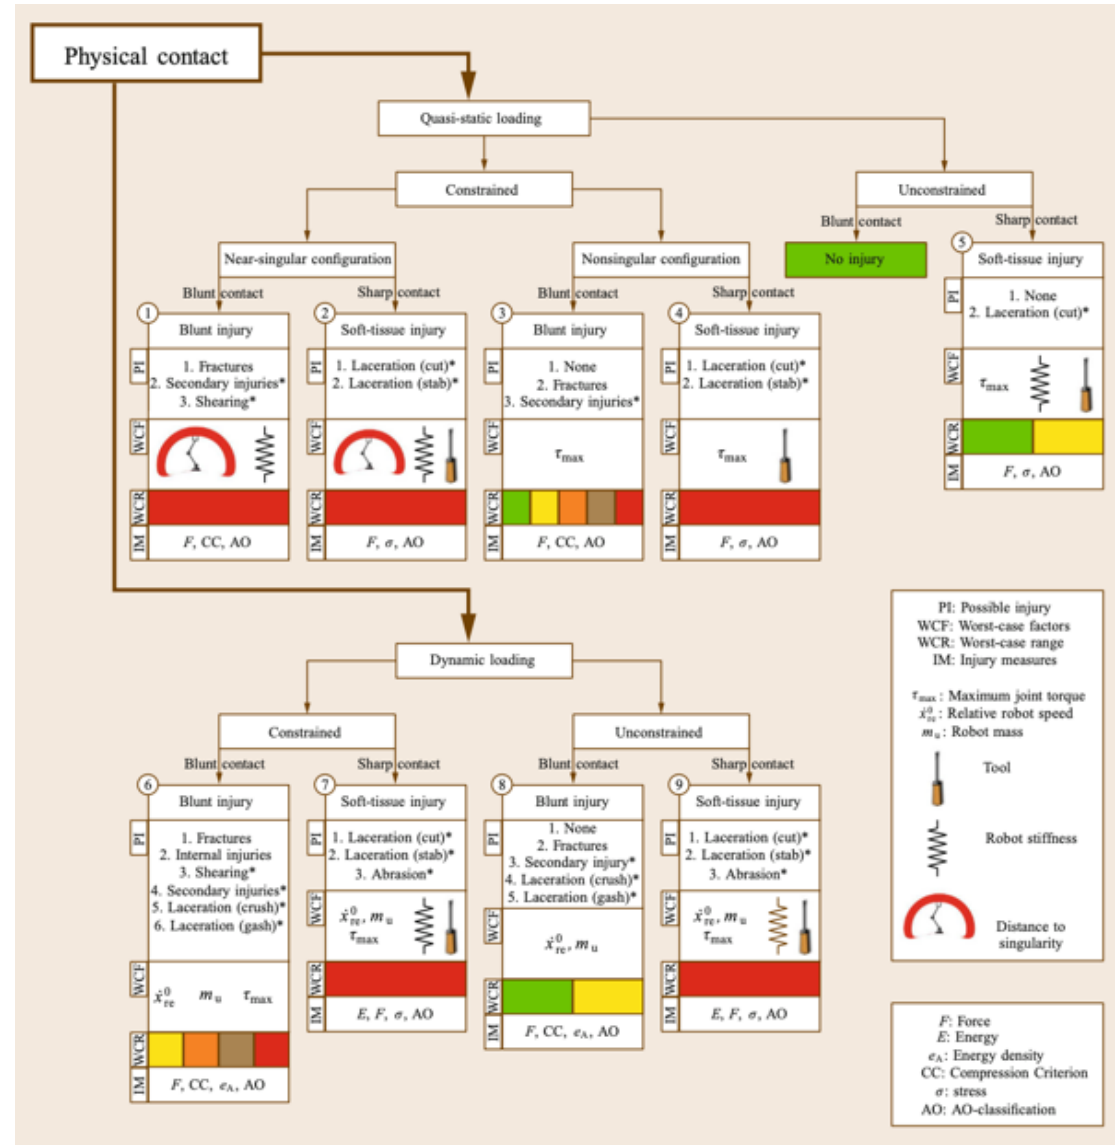 Physical contact
Quasi-static loading
Constrained
Unconstrained
Blunt contact
Sharp contact
No injury
Near-singular configuration
Nonsingular configuration
Blunt contact
Sharp contact
Blunt contact
Sharp contact
1
Blunt injury
PI
1. Fractures
2. Secondary injuries*
3. Shearing*
WCF
WCR
IM
F, CC, AO
2
Soft-tissue injury
PI
1. Laceration (cut)*
2. Laceration (stab)*
WCF
WCR
IM
F, σ, AO
3
Blunt injury
PI
1. None
2. Fractures
3. Secondary injuries*
WCF
τmax
WCR
IM
F, CC, AO
4
Soft-tissue injury
PI
1. Laceration (cut)*
2. Laceration (stab)*
WCF
τmax
WCR
IM
F, σ, AO
5
Soft-tissue injury
PI
1. None
2. Laceration (cut)*
WCF
τmax
WCR
IM
F, σ, AO
Dynamic loading
Constrained
Unconstrained
Blunt contact
Sharp contact
Blunt contact
Sharp contact
6
Blunt injury
PI
1. Fractures
2. Internal injuries
3. Shearing*
4. Secondary injuries*
5. Laceration (crush)*
6. Laceration (gash)*
WCF
ẋ⁰re mu τmax
WCR
IM
F, CC, eA, AO
7
Soft-tissue injury
PI
1. Laceration (cut)*
2. Laceration (stab)*
3. Abrasion*
WCF
ẋ⁰re, mu
τmax
WCR
IM
E, F, σ, AO
8
Blunt injury
PI
1. None
2. Fractures
3. Secondary injury*
4. Laceration (crush)*
5. Laceration (gash)*
WCF
ẋ⁰re, mu
WCR
IM
F, CC, eA, AO
9
Soft-tissue injury
PI
1. Laceration (cut)*
2. Laceration (stab)*
3. Abrasion*
WCF
ẋ⁰re, mu
τmax
WCR
IM
E, F, σ, AO
PI: Possible injury
WCF: Worst-case factors
WCR: Worst-case range
IM: Injury measures
τmax: Maximum joint torque
ẋ⁰re: Relative robot speed
mu: Robot mass
Tool
Robot stiffness
Distance to
singularity
F: Force
E: Energy
eA: Energy density
CC: Compression Criterion
σ: stress
AO: AO-classification